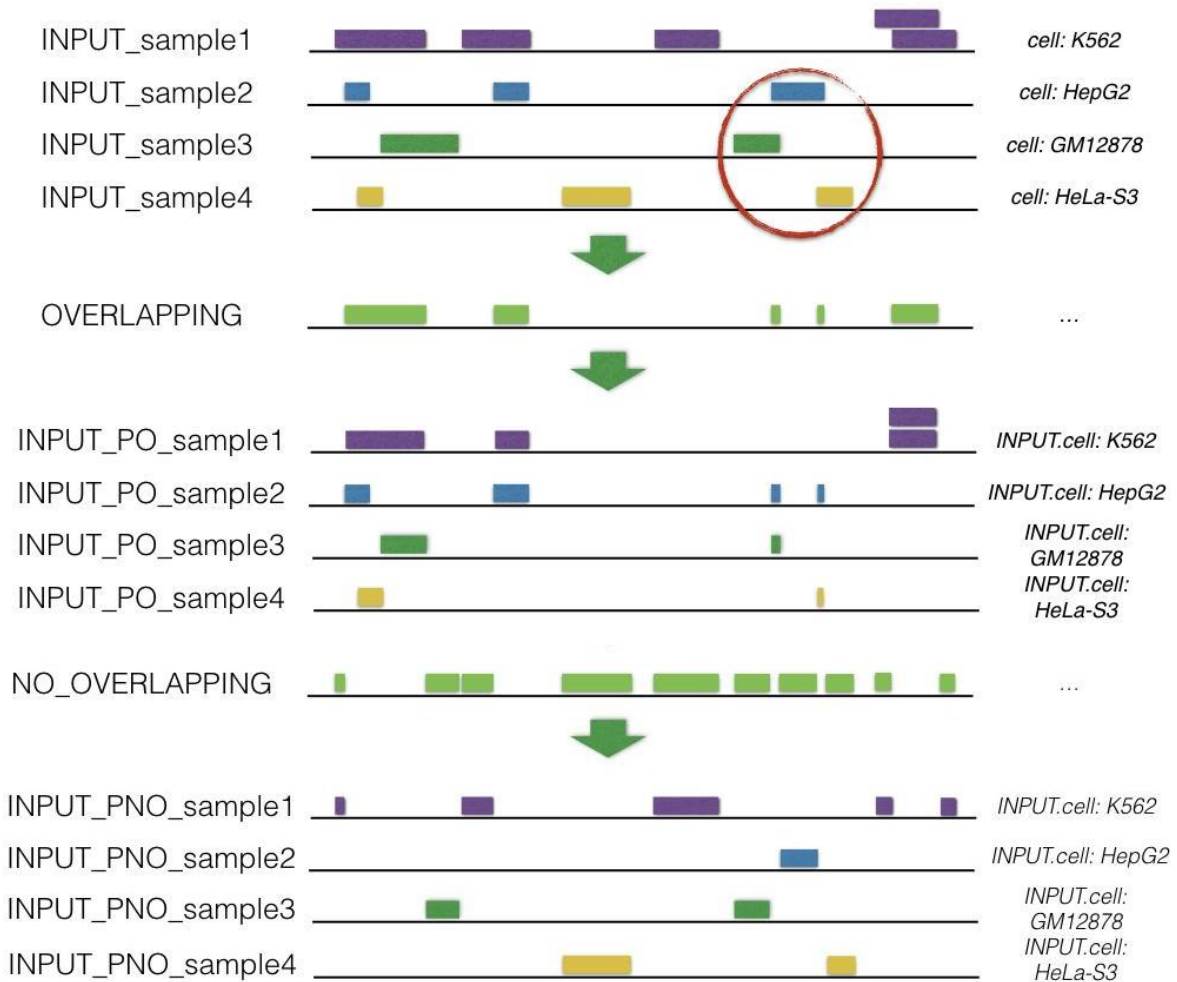 INPUT_sample1 cell: K562
INPUT_sample2 cell: HepG2
INPUT_sample3 cell: GM12878
INPUT_sample4 cell: HeLa-S3
OVERLAPPING ...
INPUT_PO_sample1 INPUT.cell: K562
INPUT_PO_sample2 INPUT.cell: HepG2
INPUT_PO_sample3 INPUT.cell:
GM12878
INPUT_PO_sample4 INPUT.cell:
HeLa-S3
NO_OVERLAPPING ...
INPUT_PNO_sample1 INPUT.cell: K562
INPUT_PNO_sample2 INPUT.cell: HepG2
INPUT_PNO_sample3 INPUT.cell:
GM12878
INPUT_PNO_sample4 INPUT.cell:
HeLa-S3